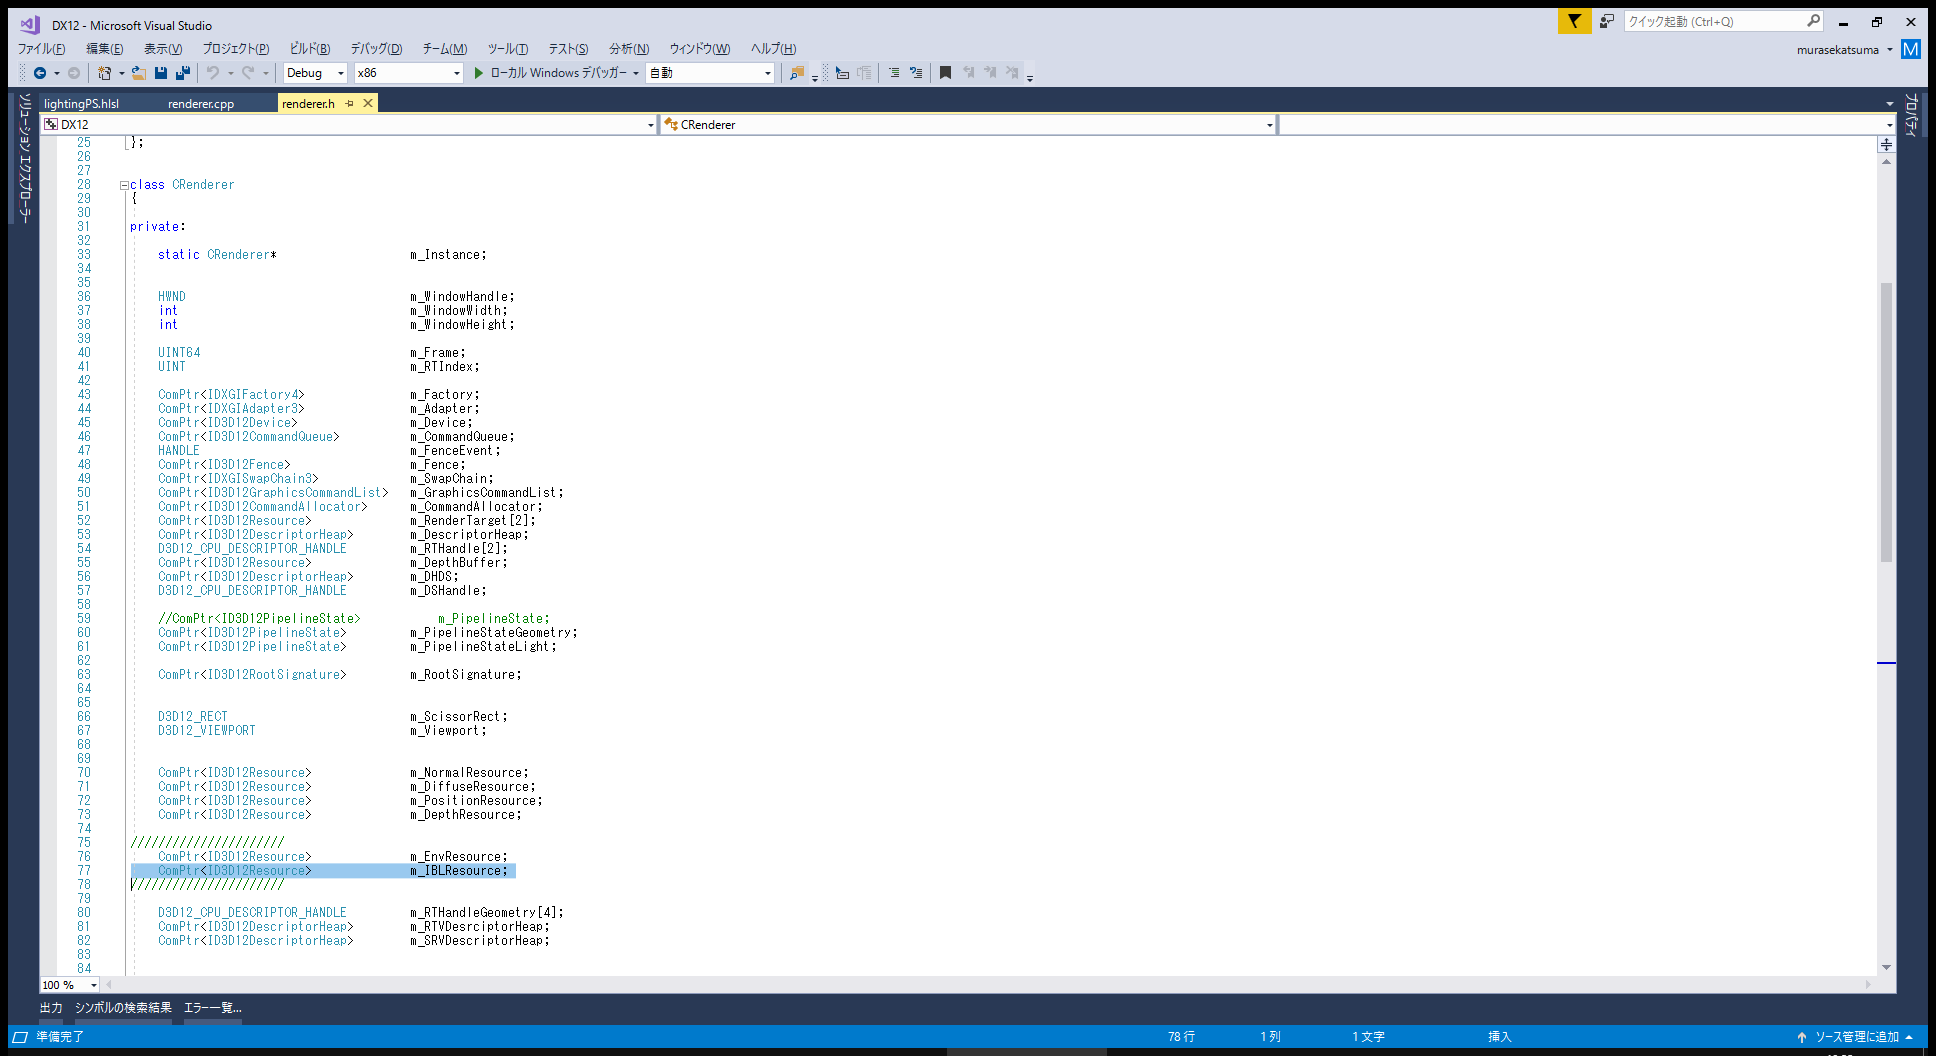 DX12 - Microsoft Visual Studio
クイック起動 (Ctrl+Q)
ファイル(F) 編集(E) 表示(V) プロジェクト(P) ビルド(B) デバッグ(D) チーム(M) ツール(T) テスト(S) 分析(N) ウィンドウ(W) ヘルプ(H)
murasekatsuma M
Debug x86 ローカル Windows デバッガー 自動
ソリューション エクスプローラー
プロパティ
lightingPS.hlsl renderer.cpp renderer.h
DX12 CRenderer
25 };
26
27
28 class CRenderer
29 {
30
31 private:
32
33 static CRenderer* m_Instance;
34
35
36 HWND m_WindowHandle;
37 int m_WindowWidth;
38 int m_WindowHeight;
39
40 UINT64 m_Frame;
41 UINT m_RTIndex;
42
43 ComPtr<IDXGIFactory4> m_Factory;
44 ComPtr<IDXGIAdapter3> m_Adapter;
45 ComPtr<ID3D12Device> m_Device;
46 ComPtr<ID3D12CommandQueue> m_CommandQueue;
47 HANDLE m_FenceEvent;
48 ComPtr<ID3D12Fence> m_Fence;
49 ComPtr<IDXGISwapChain3> m_SwapChain;
50 ComPtr<ID3D12GraphicsCommandList> m_GraphicsCommandList;
51 ComPtr<ID3D12CommandAllocator> m_CommandAllocator;
52 ComPtr<ID3D12Resource> m_RenderTarget[2];
53 ComPtr<ID3D12DescriptorHeap> m_DescriptorHeap;
54 D3D12_CPU_DESCRIPTOR_HANDLE m_RTHandle[2];
55 ComPtr<ID3D12Resource> m_DepthBuffer;
56 ComPtr<ID3D12DescriptorHeap> m_DHDS;
57 D3D12_CPU_DESCRIPTOR_HANDLE m_DSHandle;
58
59 //ComPtr<ID3D12PipelineState> m_PipelineState;
60 ComPtr<ID3D12PipelineState> m_PipelineStateGeometry;
61 ComPtr<ID3D12PipelineState> m_PipelineStateLight;
62
63 ComPtr<ID3D12RootSignature> m_RootSignature;
64
65
66 D3D12_RECT m_ScissorRect;
67 D3D12_VIEWPORT m_Viewport;
68
69
70 ComPtr<ID3D12Resource> m_NormalResource;
71 ComPtr<ID3D12Resource> m_DiffuseResource;
72 ComPtr<ID3D12Resource> m_PositionResource;
73 ComPtr<ID3D12Resource> m_DepthResource;
74
75 //////////////////////
76 ComPtr<ID3D12Resource> m_EnvResource;
77 ComPtr<ID3D12Resource> m_IBLResource;
78 //////////////////////
79
80 D3D12_CPU_DESCRIPTOR_HANDLE m_RTHandleGeometry[4];
81 ComPtr<ID3D12DescriptorHeap> m_RTVDesrciptorHeap;
82 ComPtr<ID3D12DescriptorHeap> m_SRVDescriptorHeap;
83
84
100 %
出力 シンボルの検索結果 エラー一覧...
準備完了 78 行 1 列 1 文字 挿入 ソース管理に追加